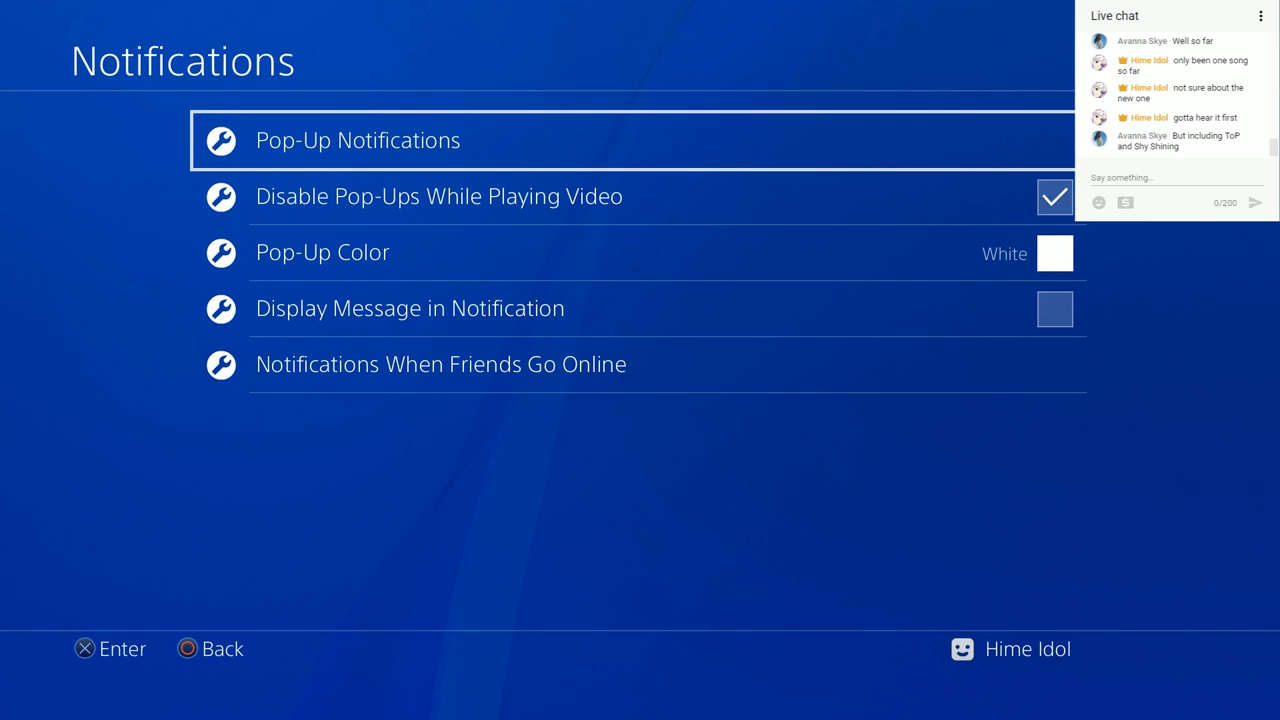 Notifications
Pop-Up Notifications
Disable Pop-Ups While Playing Video
Pop-Up Color
White
Display Message in Notification
Notifications When Friends Go Online
Enter
Back
Hime Idol
Live chat
Avanna Skye Well so far
Hime Idol only been one song
so far
Hime Idol not sure about the
new one
Hime Idol gotta hear it first
Avanna Skye But including ToP
and Shy Shining
Say something...
0/200